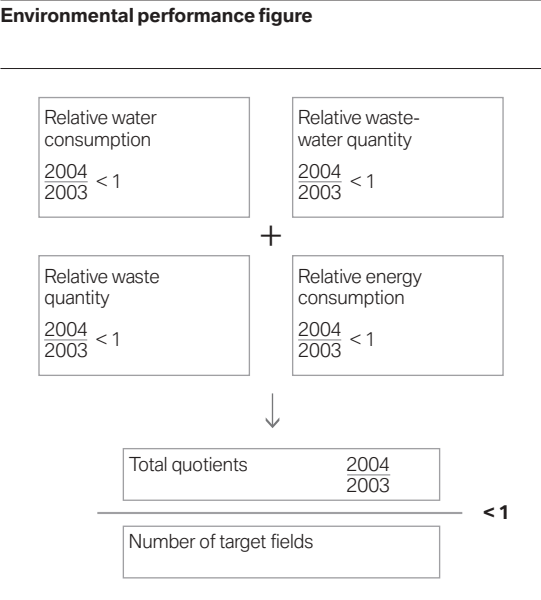 Environmental performance figure
Relative water
consumption
2004
2003
< 1
Relative waste-
water quantity
2004
2003
< 1
+
Relative waste
quantity
2004
2003
< 1
Relative energy
consumption
2004
2003
< 1
Total quotients
2004
2003
Number of target fields
< 1